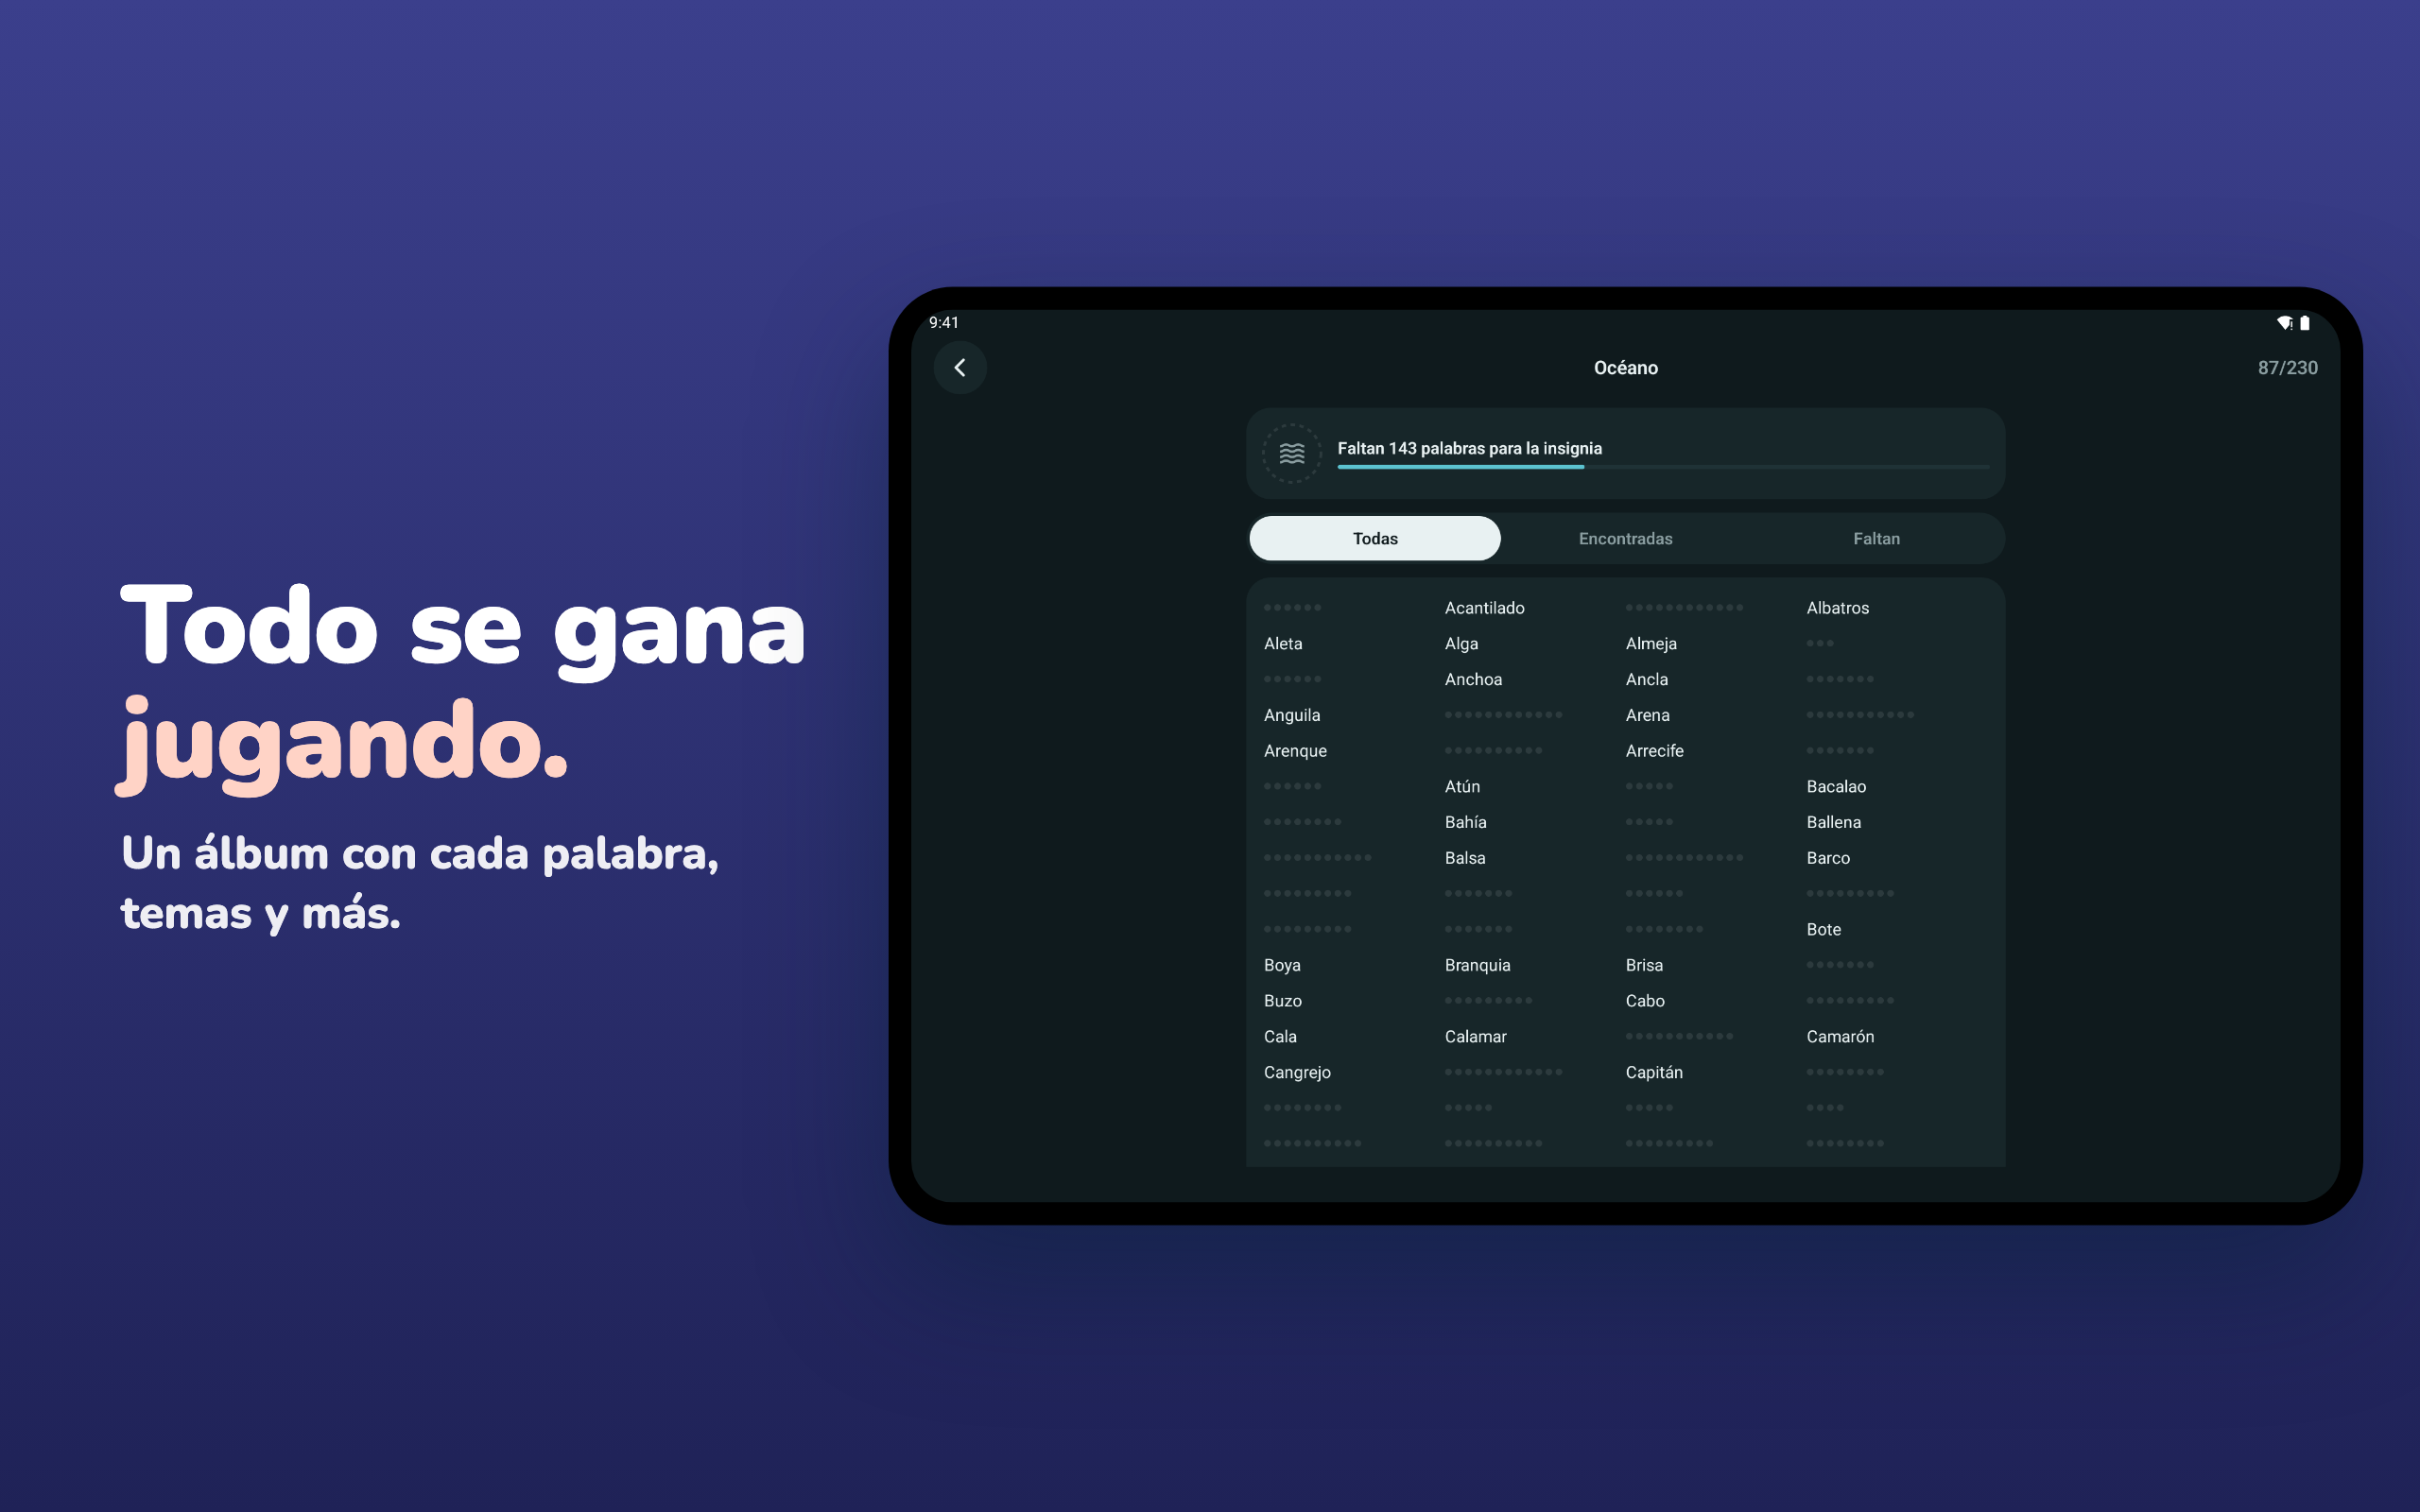 Todo se gana
jugando.
Un álbum con cada palabra,
temas y más.
9:41
Océano
87/230
Faltan 143 palabras para la insignia
Todas Encontradas Faltan
Acantilado Albatros
Aleta Alga Almeja
Anchoa Ancla
Anguila Arena
Arenque Arrecife
Atún Bacalao
Bahía Ballena
Balsa Barco
Bote
Boya Branquia Brisa
Buzo Cabo
Cala Calamar Camarón
Cangrejo Capitán